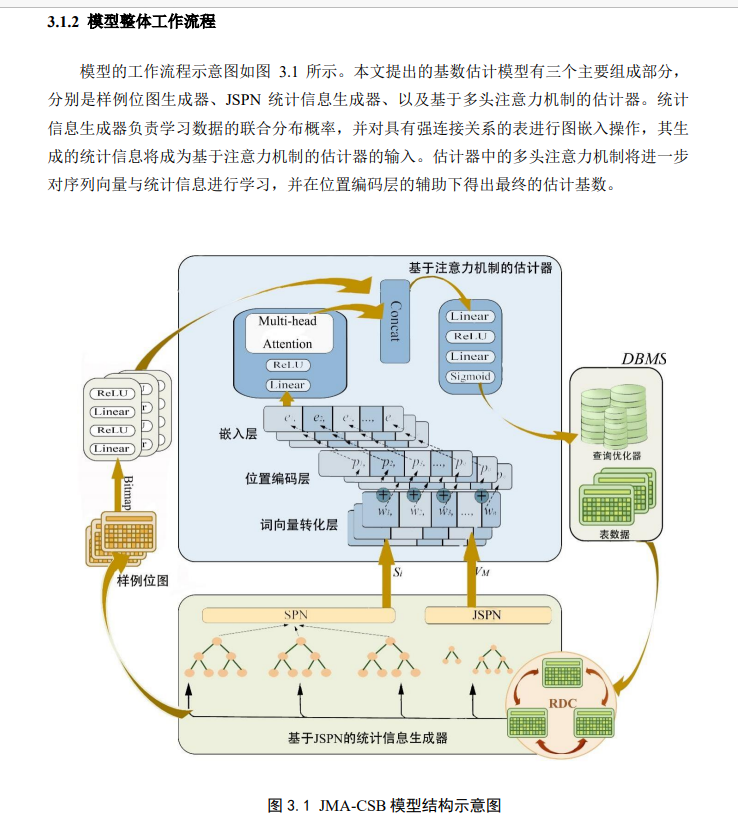 3.1.2 模型整体工作流程
模型的工作流程示意图如图 3.1 所示。本文提出的基数估计模型有三个主要组成部分，
分别是样例位图生成器、JSPN 统计信息生成器、以及基于多头注意力机制的估计器。统计
信息生成器负责学习数据的联合分布概率，并对具有强连接关系的表进行图嵌入操作，其生
成的统计信息将成为基于注意力机制的估计器的输入。估计器中的多头注意力机制将进一步
对序列向量与统计信息进行学习，并在位置编码层的辅助下得出最终的估计基数。
基于注意力机制的估计器
Multi-head
Attention
ReLU
Linear
Concat
Linear
ReLU
Linear
Sigmoid
DBMS
查询优化器
表数据
ReLU
Linear
ReLU
Linear
Bitmap
样例位图
嵌入层
位置编码层
词向量转化层
Si
VM
SPN
JSPN
RDC
基于JSPN的统计信息生成器
图 3.1 JMA-CSB 模型结构示意图